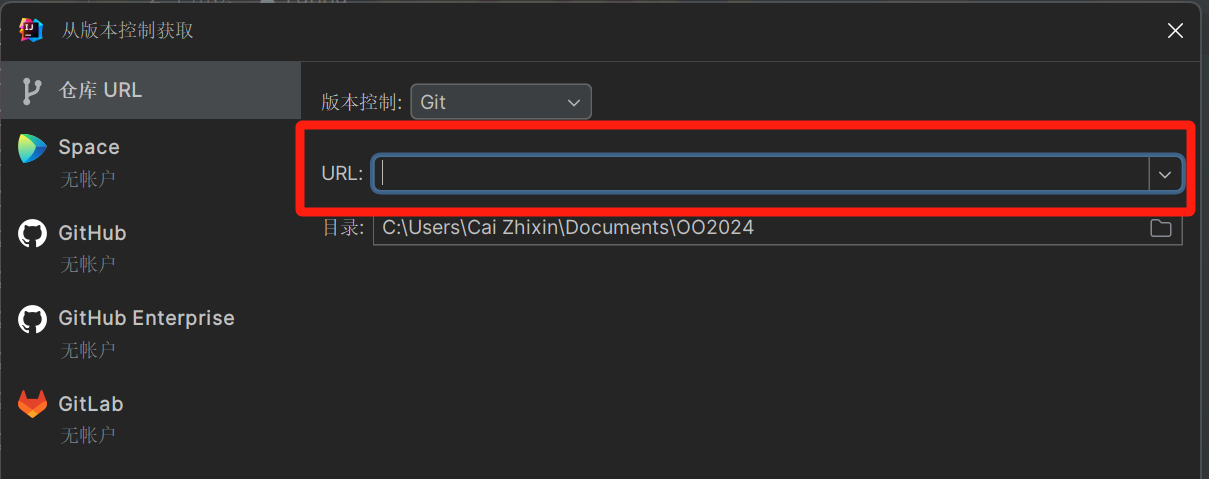 从版本控制获取
仓库 URL
版本控制: Git
Space
无帐户
URL:
GitHub
无帐户
目录: C:\Users\Cai Zhixin\Documents\OO2024
GitHub Enterprise
无帐户
GitLab
无帐户